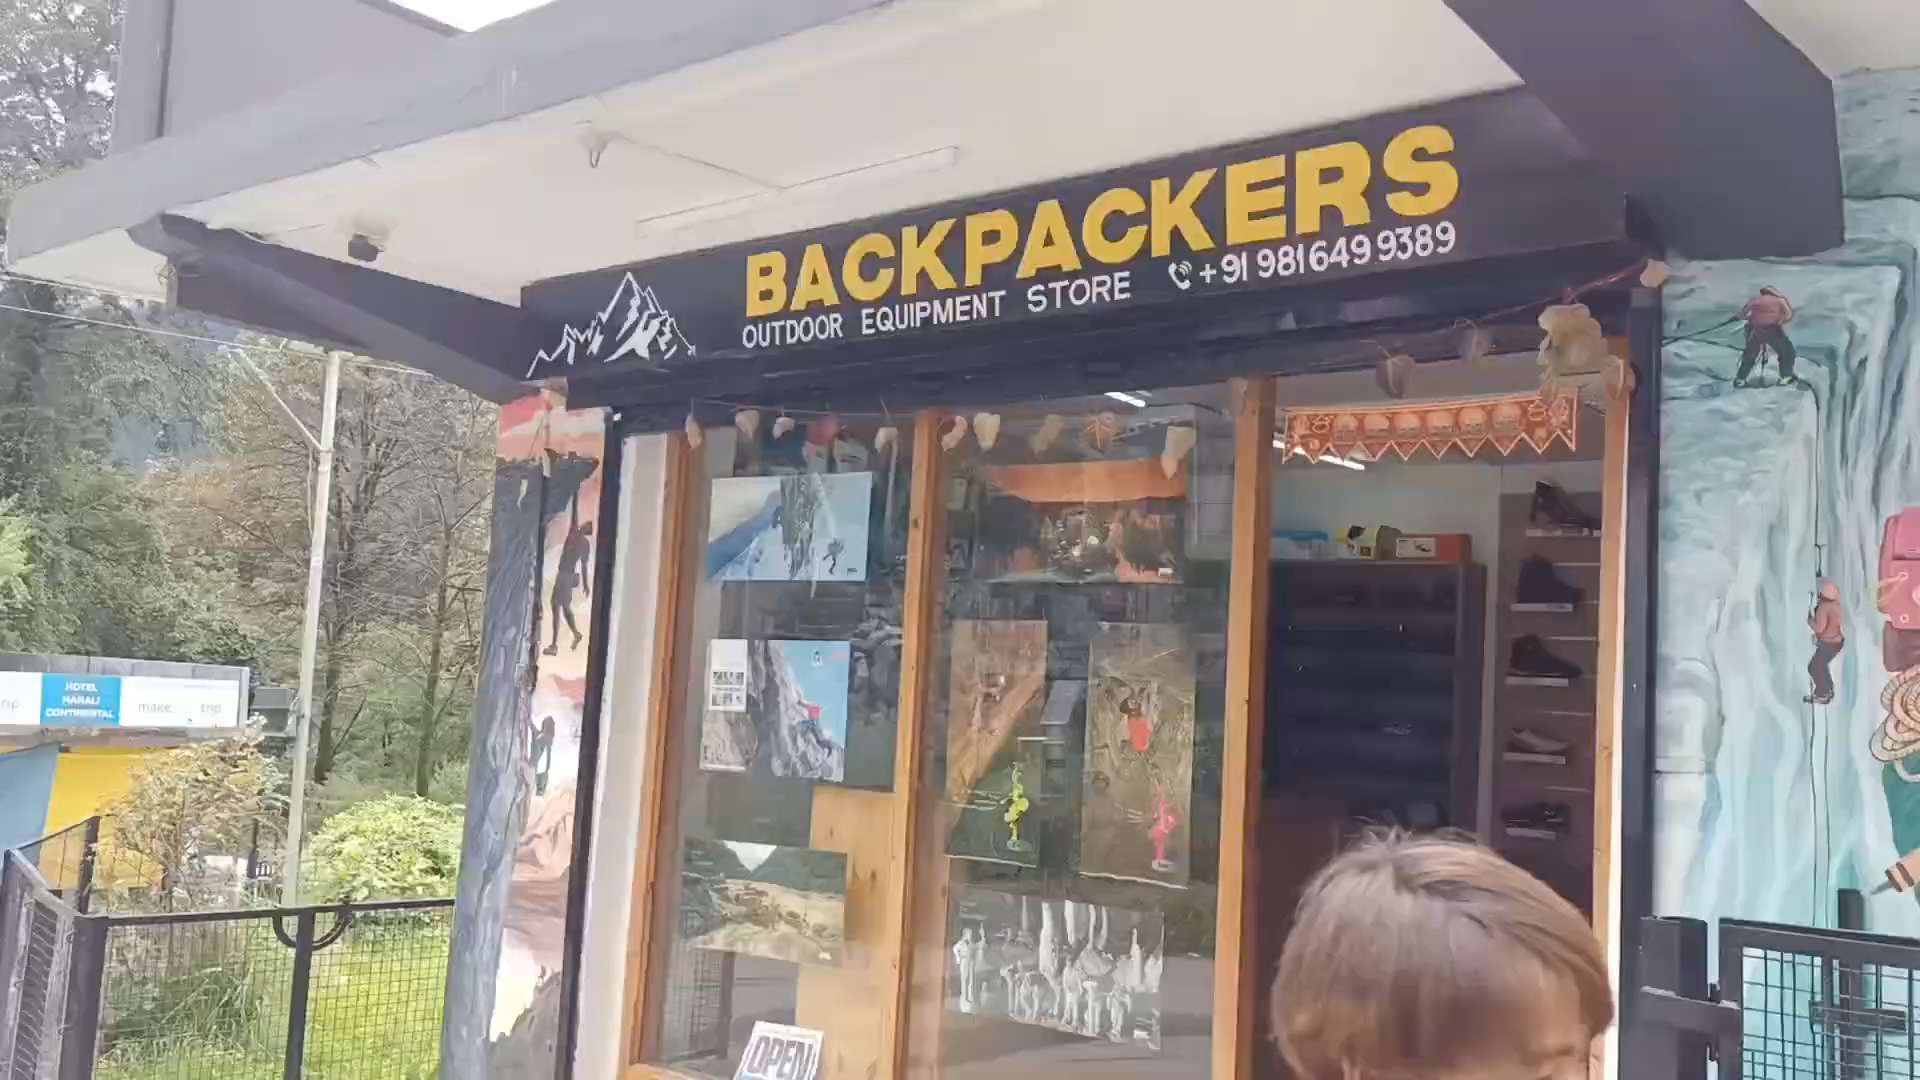 BACKPACKERS
OUTDOOR EQUIPMENT STORE +91 9816499389
HOTEL
MANALI
CONTINENTAL
make
trip
OPEN